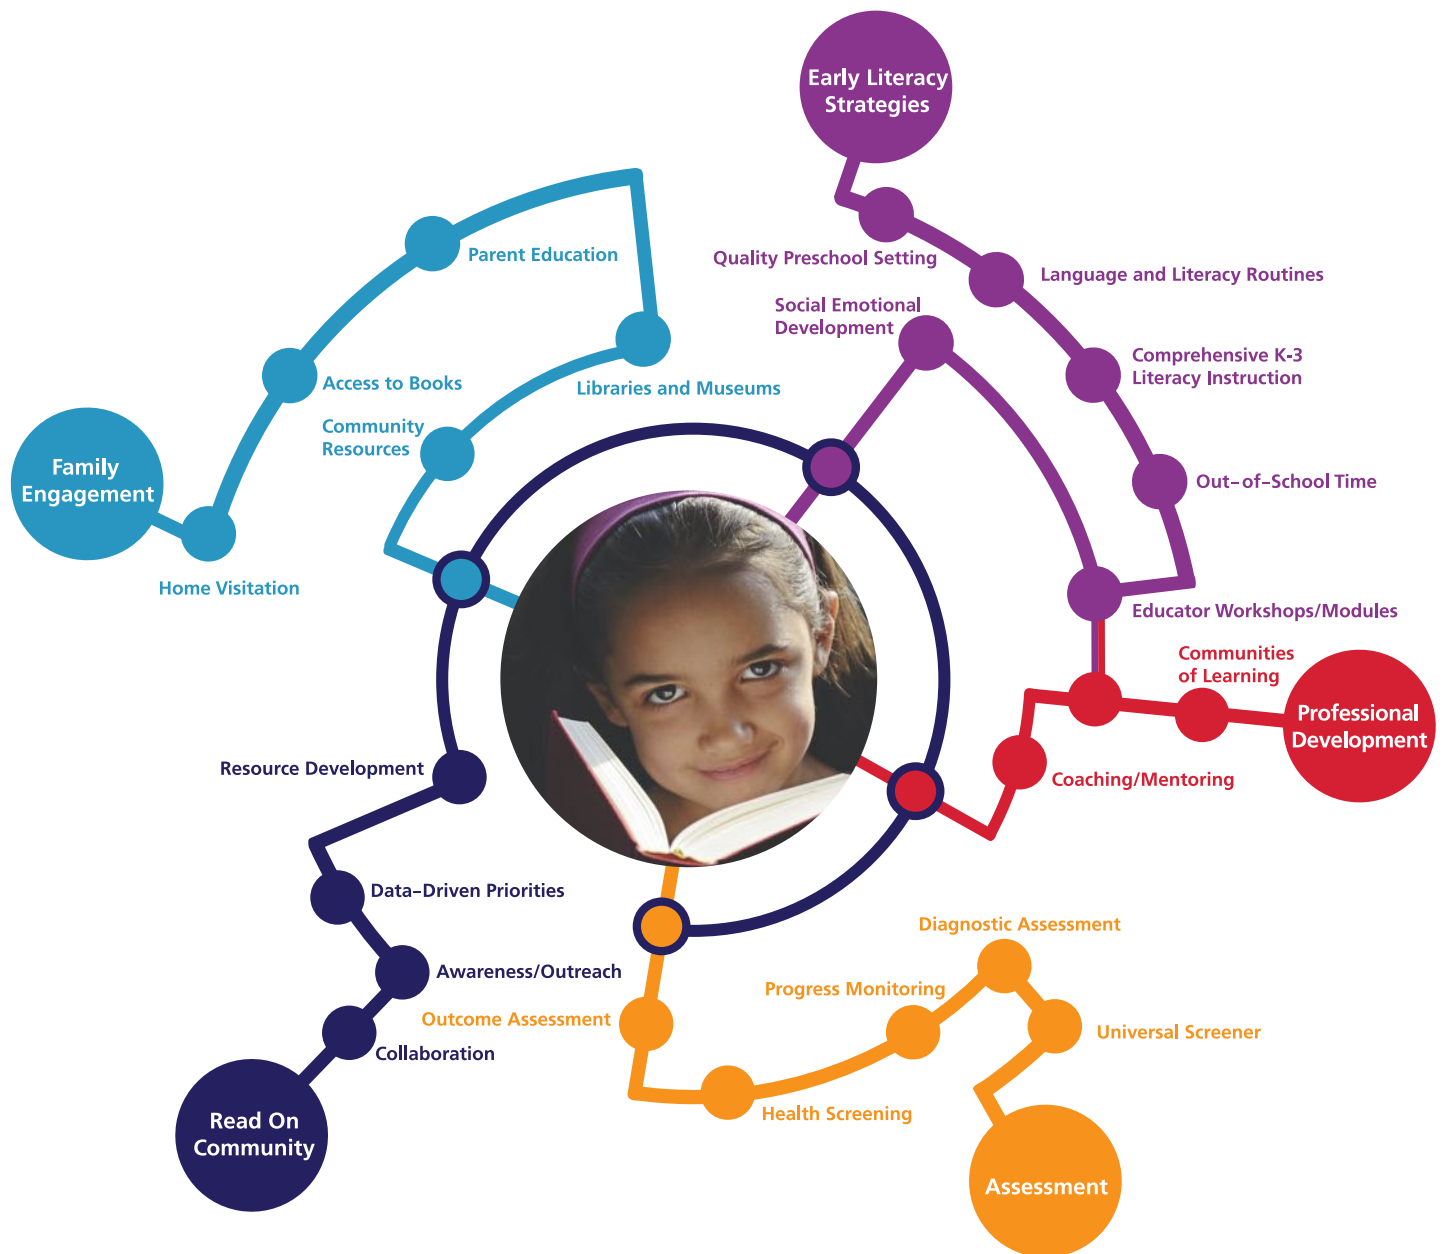 Early Literacy
Strategies
Quality Preschool Setting
Language and Literacy Routines
Social Emotional
Development
Comprehensive K-3
Literacy Instruction
Out-of-School Time
Educator Workshops/Modules
Parent Education
Access to Books
Libraries and Museums
Community
Resources
Family
Engagement
Home Visitation
Communities
of Learning
Professional
Development
Coaching/Mentoring
Resource Development
Data-Driven Priorities
Awareness/Outreach
Collaboration
Read On
Community
Outcome Assessment
Health Screening
Progress Monitoring
Diagnostic Assessment
Universal Screener
Assessment